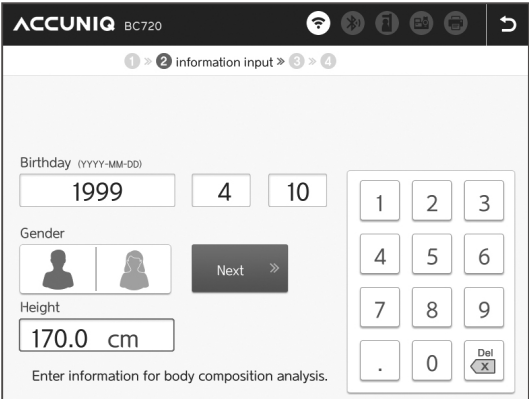 ACCUNIQ BC720
1 » 2 information input » 3 » 4
Birthday (YYYY-MM-DD)
1999 4 10
Gender
Next »
Height
170.0 cm
Enter information for body composition analysis.
1 2 3
4 5 6
7 8 9
. 0 Del X